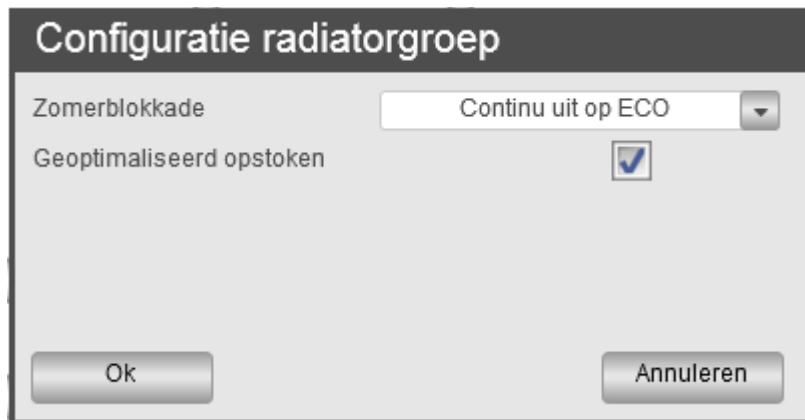 Configuratie radiatorgroep
Zomerblokkade Continu uit op ECO
Geoptimaliseerd opstoken
Ok Annuleren